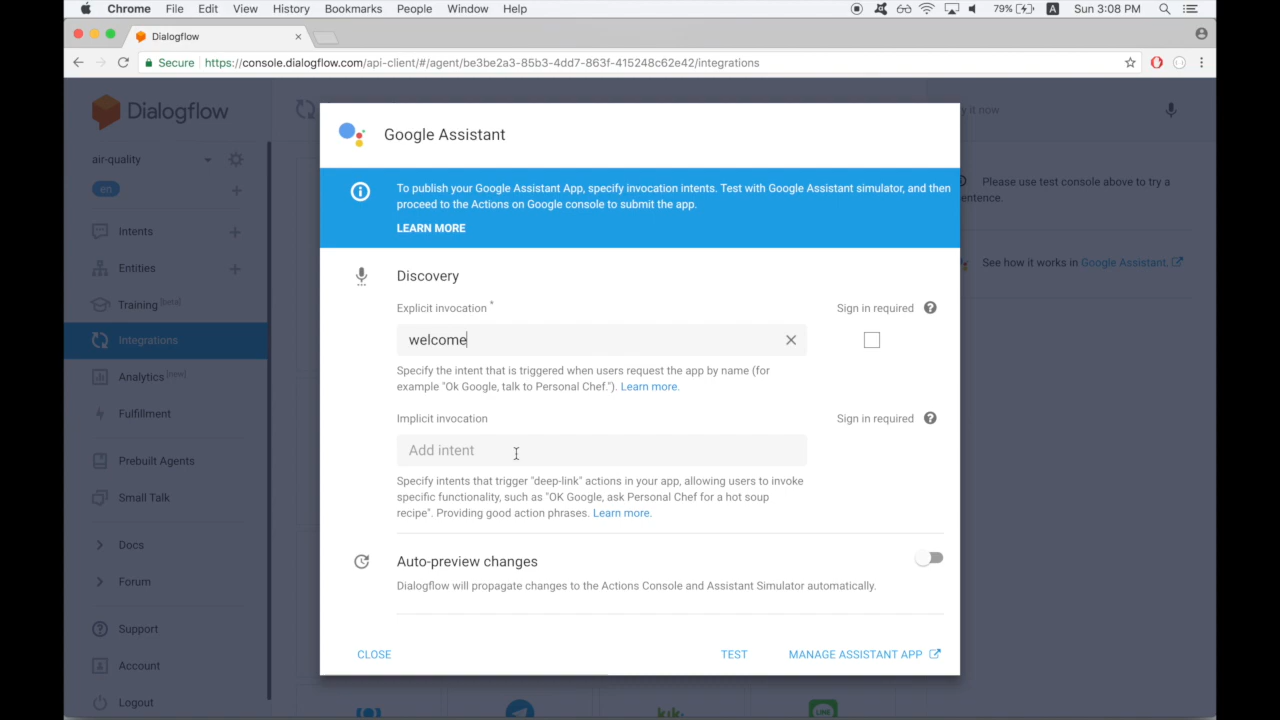 Chrome File Edit View History Bookmarks People Window Help 79% A Sun 3:08 PM
Dialogflow
Secure https://console.dialogflow.com/api-client/#/agent/be3be2a3-85b3-4dd7-863f-415248c62e42/integrations
Dialogflow
air-quality
en
Intents
Entities
Training [beta]
Integrations
Analytics [new]
Fulfillment
Prebuilt Agents
Small Talk
Docs
Forum
Support
Account
Logout
Google Assistant
To publish your Google Assistant App, specify invocation intents. Test with Google Assistant simulator, and then
proceed to the Actions on Google console to submit the app.
LEARN MORE
Discovery
Explicit invocation *
Sign in required
welcome
Specify the intent that is triggered when users request the app by name (for
example "Ok Google, talk to Personal Chef."). Learn more.
Implicit invocation
Sign in required
Add intent
Specify intents that trigger "deep-link" actions in your app, allowing users to invoke
specific functionality, such as "OK Google, ask Personal Chef for a hot soup
recipe". Providing good action phrases. Learn more.
Auto-preview changes
Dialogflow will propagate changes to the Actions Console and Assistant Simulator automatically.
CLOSE
TEST
MANAGE ASSISTANT APP
it now
Please use test console above to try a
entence.
See how it works in Google Assistant.
LINE